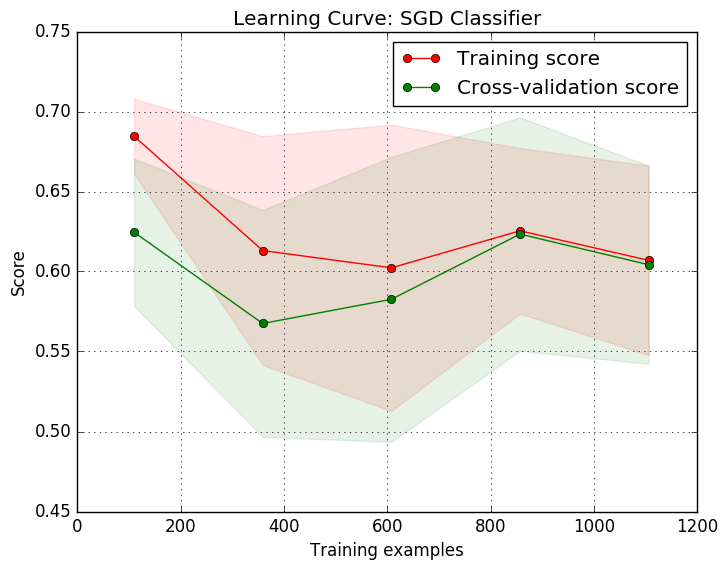 Learning Curve: SGD Classifier
0.75
0.70
0.65
0.60
0.55
0.50
0.45
Score
Training score
Cross-validation score
0 200 400 600 800 1000 1200
Training examples